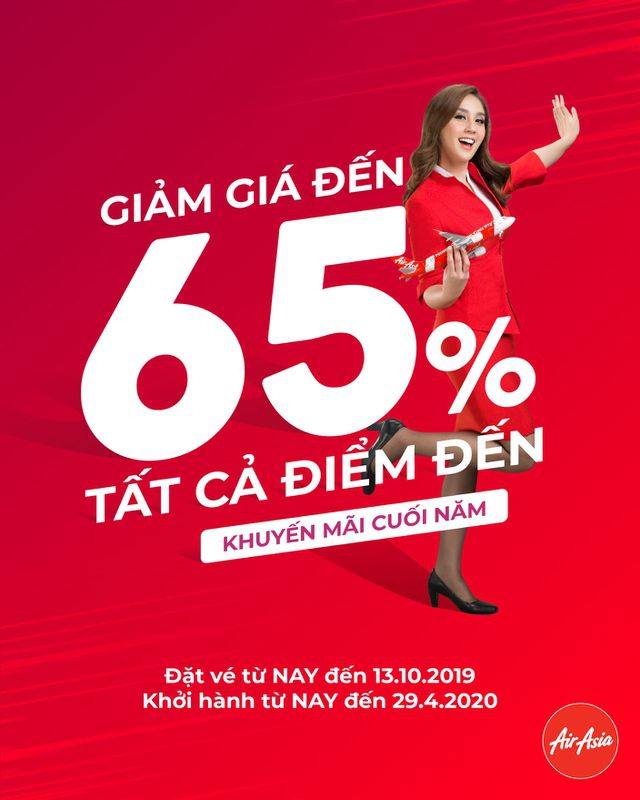 GIẢM GIÁ ĐẾN
65%
TẤT CẢ ĐIỂM ĐẾN
KHUYẾN MÃI CUỐI NĂM
Đặt vé từ NAY đến 13.10.2019
Khởi hành từ NAY đến 29.4.2020
AirAsia
AirAsia